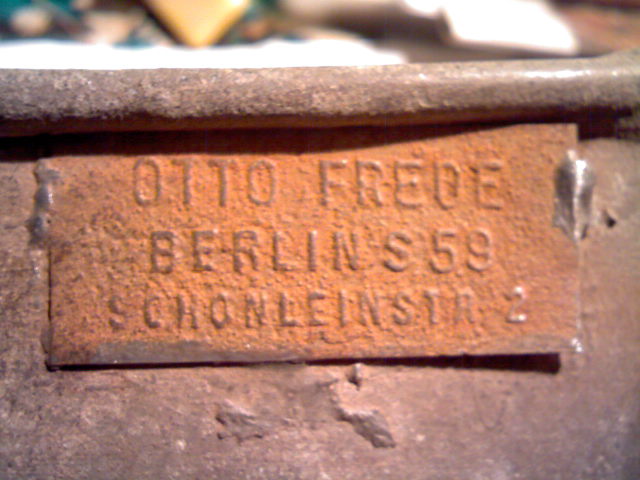 OTTO FREDE
BERLIN S 59
SCHONLEINSTR. 2